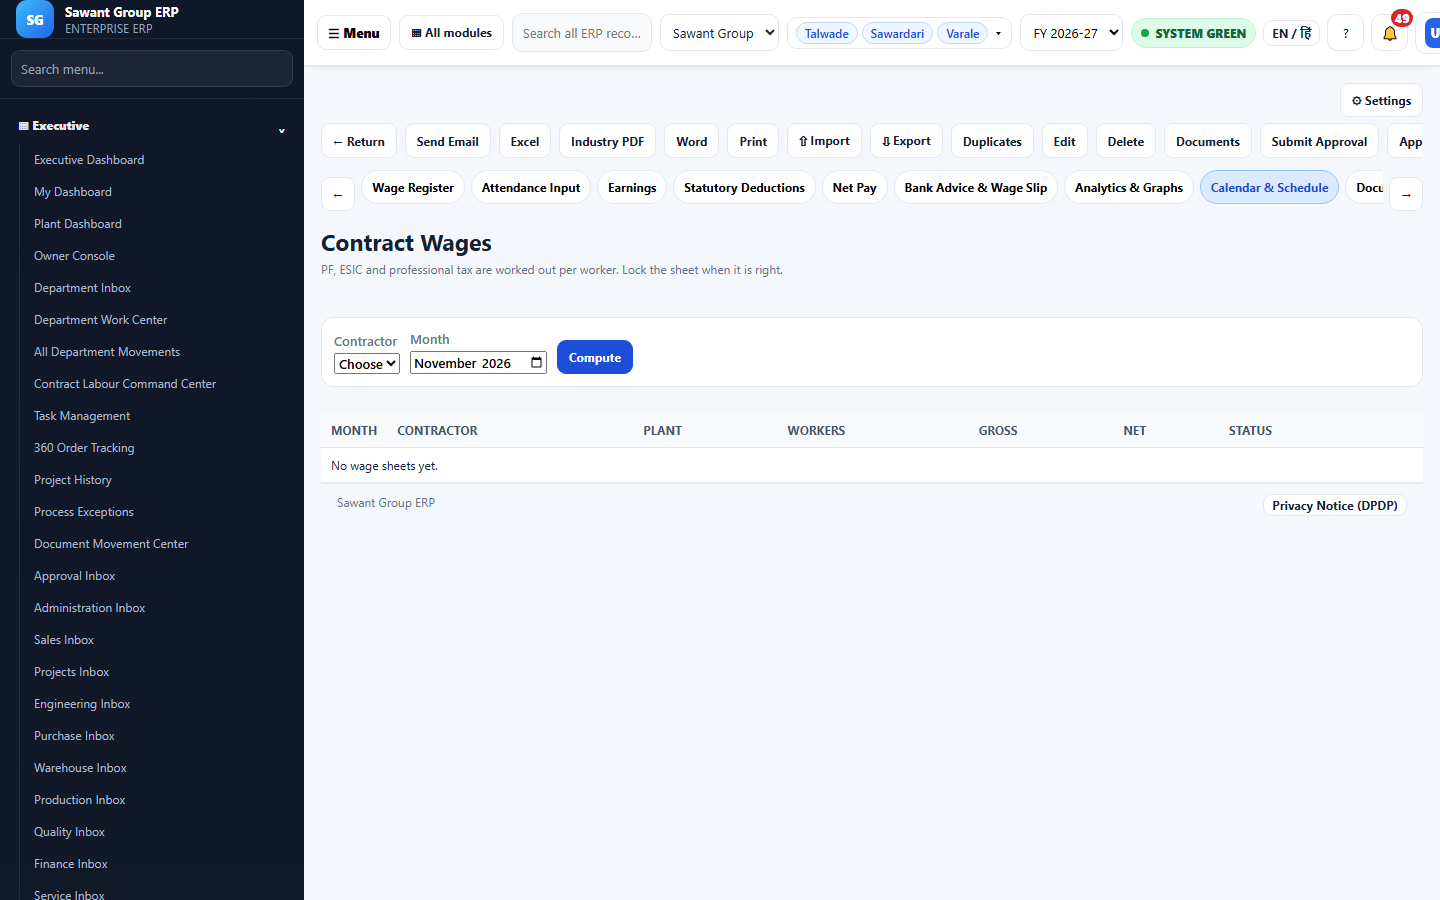 SG
Sawant Group ERP
ENTERPRISE ERP
Search menu...
Executive
Executive Dashboard
My Dashboard
Plant Dashboard
Owner Console
Department Inbox
Department Work Center
All Department Movements
Contract Labour Command Center
Task Management
360 Order Tracking
Project History
Process Exceptions
Document Movement Center
Approval Inbox
Administration Inbox
Sales Inbox
Projects Inbox
Engineering Inbox
Purchase Inbox
Warehouse Inbox
Production Inbox
Quality Inbox
Finance Inbox
Service Inbox
☰ Menu
All modules
Search all ERP reco...
Sawant Group
Talwade Sawardari Varale
FY 2026-27
SYSTEM GREEN
EN / हिं
?
49
U
⚙ Settings
← Return Send Email Excel Industry PDF Word Print ⇧ Import ⇩ Export Duplicates Edit Delete Documents Submit Approval App
← Wage Register Attendance Input Earnings Statutory Deductions Net Pay Bank Advice & Wage Slip Analytics & Graphs Calendar & Schedule Docu →
Contract Wages
PF, ESIC and professional tax are worked out per worker. Lock the sheet when it is right.
Contractor Month
Choose November 2026 Compute
MONTH CONTRACTOR PLANT WORKERS GROSS NET STATUS
No wage sheets yet.
Sawant Group ERP
Privacy Notice (DPDP)